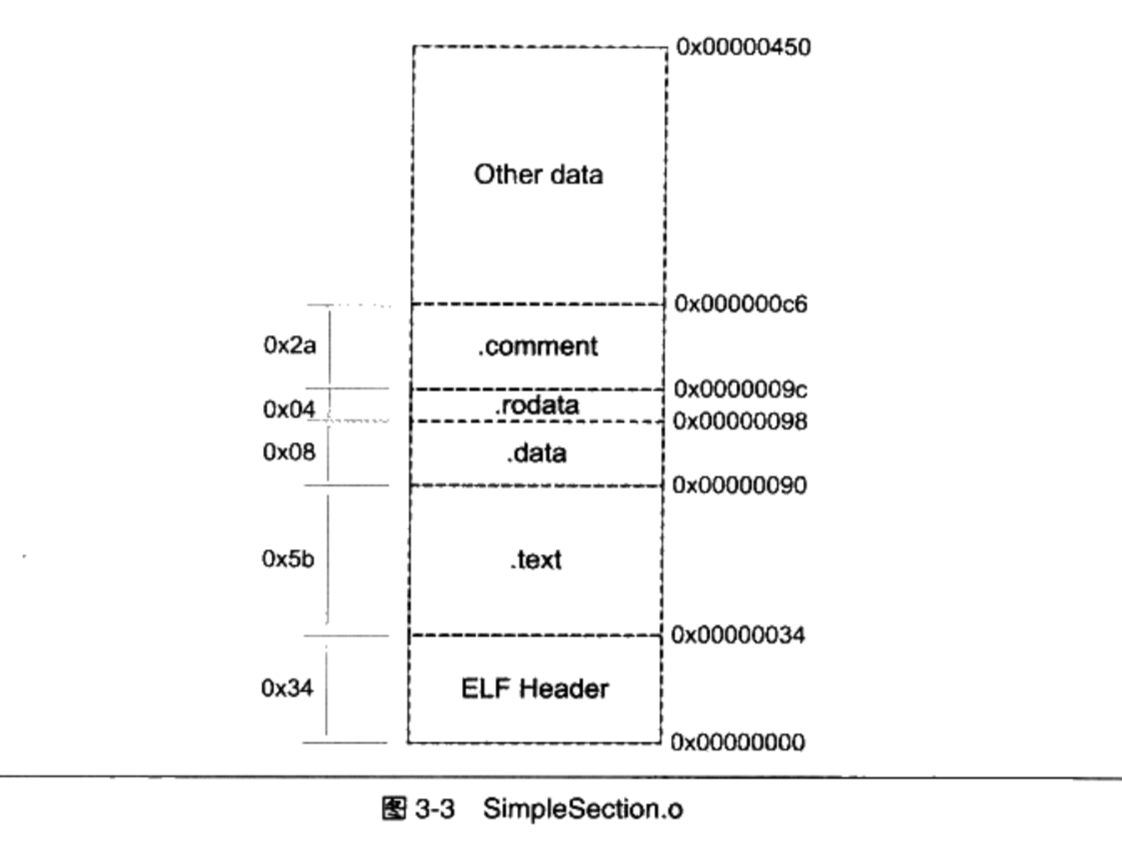 0x00000450
Other data
0x000000c6
0x2a
.comment
0x0000009c
0x04
.rodata
0x00000098
0x08
.data
0x00000090
0x5b
.text
0x00000034
0x34
ELF Header
0x00000000
图 3-3 SimpleSection.o